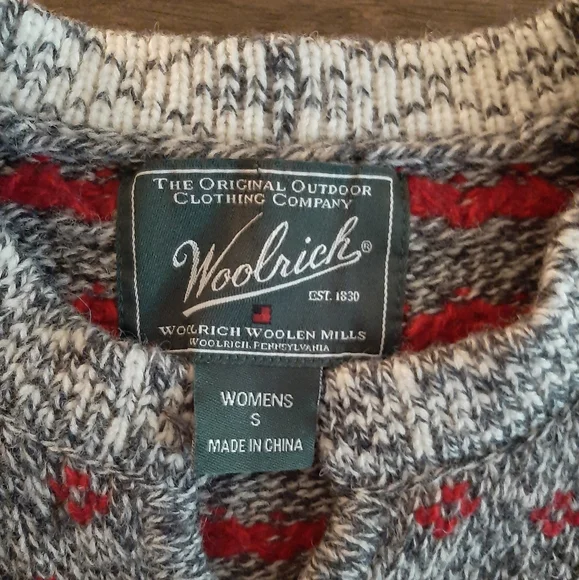 THE ORIGINAL OUTDOOR
CLOTHING COMPANY
Woolrich®
EST. 1830
WOOLRICH WOOLEN MILLS
WOOLRICH, PENNSYLVANIA
WOMENS
S
MADE IN CHINA